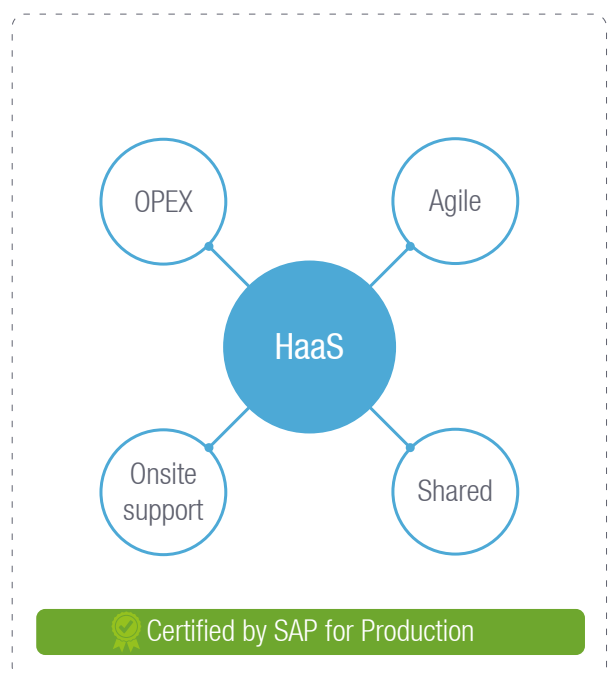 OPEX
Agile
HaaS
Onsite
support
Shared
Certified by SAP for Production